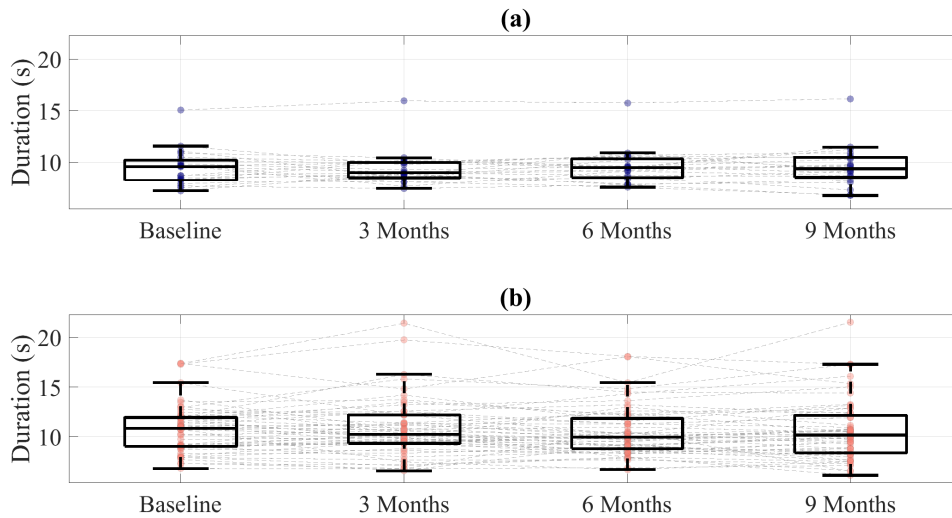 (a)
Duration (s)
20
15
10
Baseline 3 Months 6 Months 9 Months
(b)
Duration (s)
20
15
10
Baseline 3 Months 6 Months 9 Months